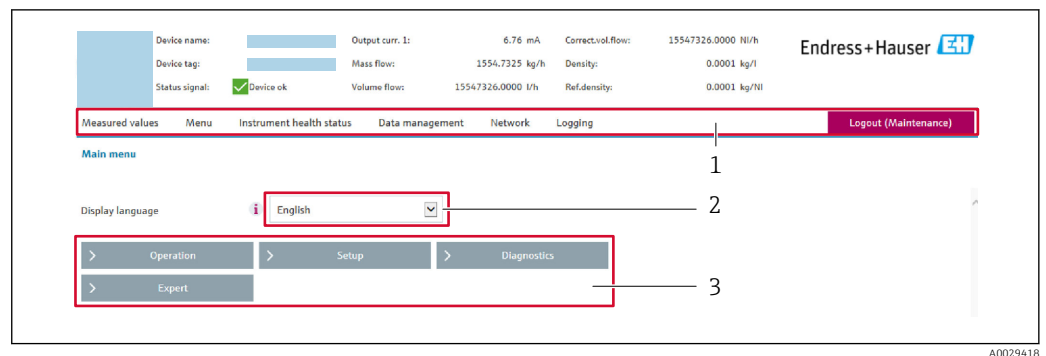 Device name: Output curr. 1: 6.76 mA Correct.vol.flow: 15547326.0000 Nl/h
Endress+Hauser EH
Device tag: Mass flow: 1554.7325 kg/h Density: 0.0001 kg/l
Status signal: Device ok Volume flow: 15547326.0000 l/h Ref.density: 0.0001 kg/Nl
Measured values Menu Instrument health status Data management Network Logging Logout (Maintenance)
1
Main menu
Display language i English 2
> Operation > Setup > Diagnostics
> Expert 3
A0029418